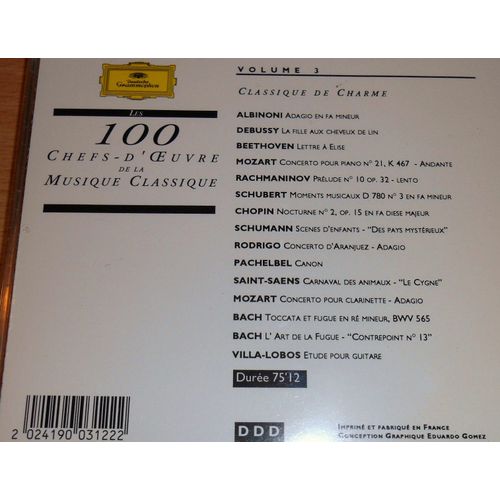 Deutsche
Grammophon
Les
100
Chefs-d'Œuvre
de la
Musique Classique
Volume 3
Classique de Charme
ALBINONI Adagio en fa mineur
DEBUSSY La fille aux cheveux de lin
BEETHOVEN Lettre à Elise
MOZART Concerto pour piano n° 21, K 467 - Andante
RACHMANINOV Prélude n° 10 op. 32 - lento
SCHUBERT Moments musicaux D 780 n° 3 en fa mineur
CHOPIN Nocturne n° 2, op. 15 en fa diese majeur
SCHUMANN Scenes d'enfants - "Des pays mystérieux"
RODRIGO Concerto d'Aranjuez - Adagio
PACHELBEL Canon
SAINT-SAENS Carnaval des animaux - "Le Cygne"
MOZART Concerto pour clarinette - Adagio
BACH Toccata et fugue en ré mineur, BWV 565
BACH L' Art de la Fugue - "Contrepoint n° 13"
VILLA-LOBOS Etude pour guitare
Durée 75'12
DDD
Imprimé et fabriqué en France
Conception Graphique Eduardo Gomez
2 024190 031222